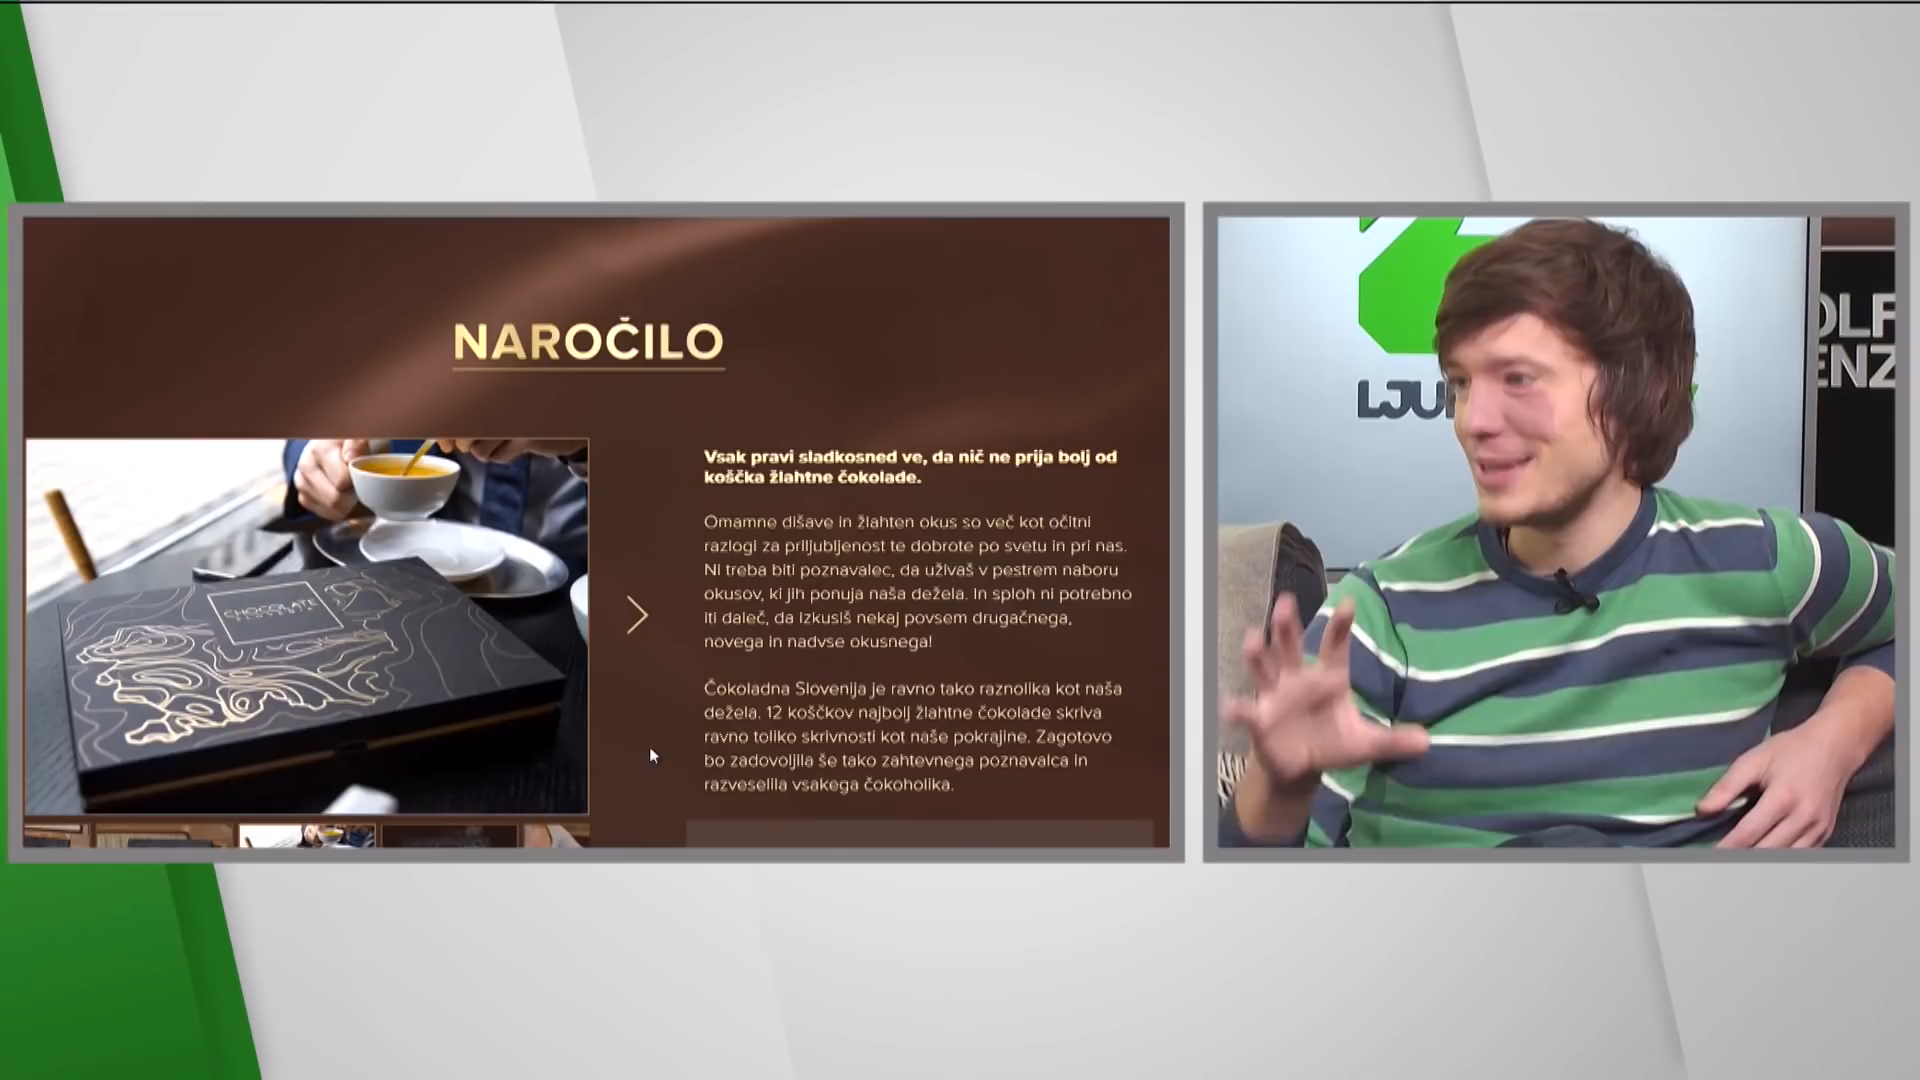 NAROČILO
Vsak pravi sladkosned ve, da nič ne prija bolj od
koščka žlahtne čokolade.
Omamne dišave in žlahten okus so več kot očitni
razlogi za priljubljenost te dobrote po svetu in pri nas.
Ni treba biti poznavalec, da uživaš v pestrem naboru
okusov, ki jih ponuja naša dežela. In sploh ni potrebno
iti daleč, da izkusiš nekaj povsem drugačnega,
novega in nadvse okusnega!
Čokoladna Slovenija je ravno tako raznolika kot naša
dežela. 12 koščkov najbolj žlahtne čokolade skriva
ravno toliko skrivnosti kot naše pokrajine. Zagotovo
bo zadovoljila še tako zahtevnega poznavalca in
razveselila vsakega čokoholika.
CHOCOLATE
LJU
OLF
ENZ